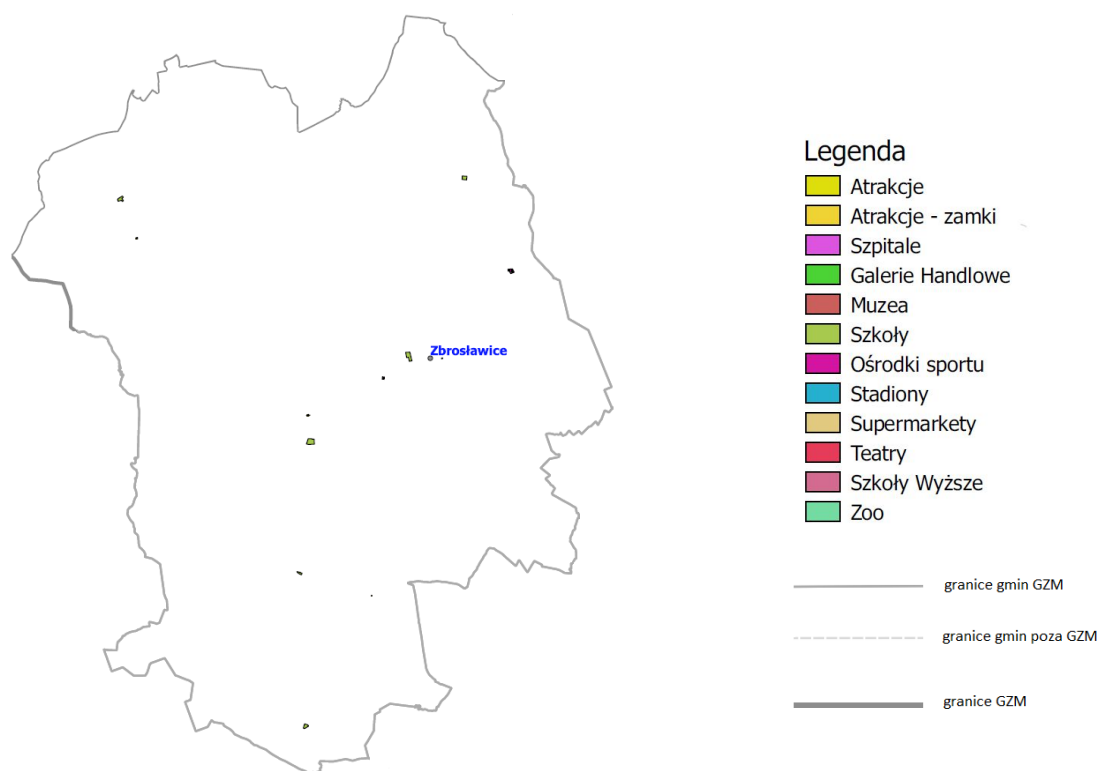 Zbrosławice
Legenda
Atrakcje
Atrakcje - zamki
Szpitale
Galerie Handlowe
Muzea
Szkoły
Ośrodki sportu
Stadiony
Supermarkety
Teatry
Szkoły Wyższe
Zoo
granice gmin GZM
granice gmin poza GZM
granice GZM